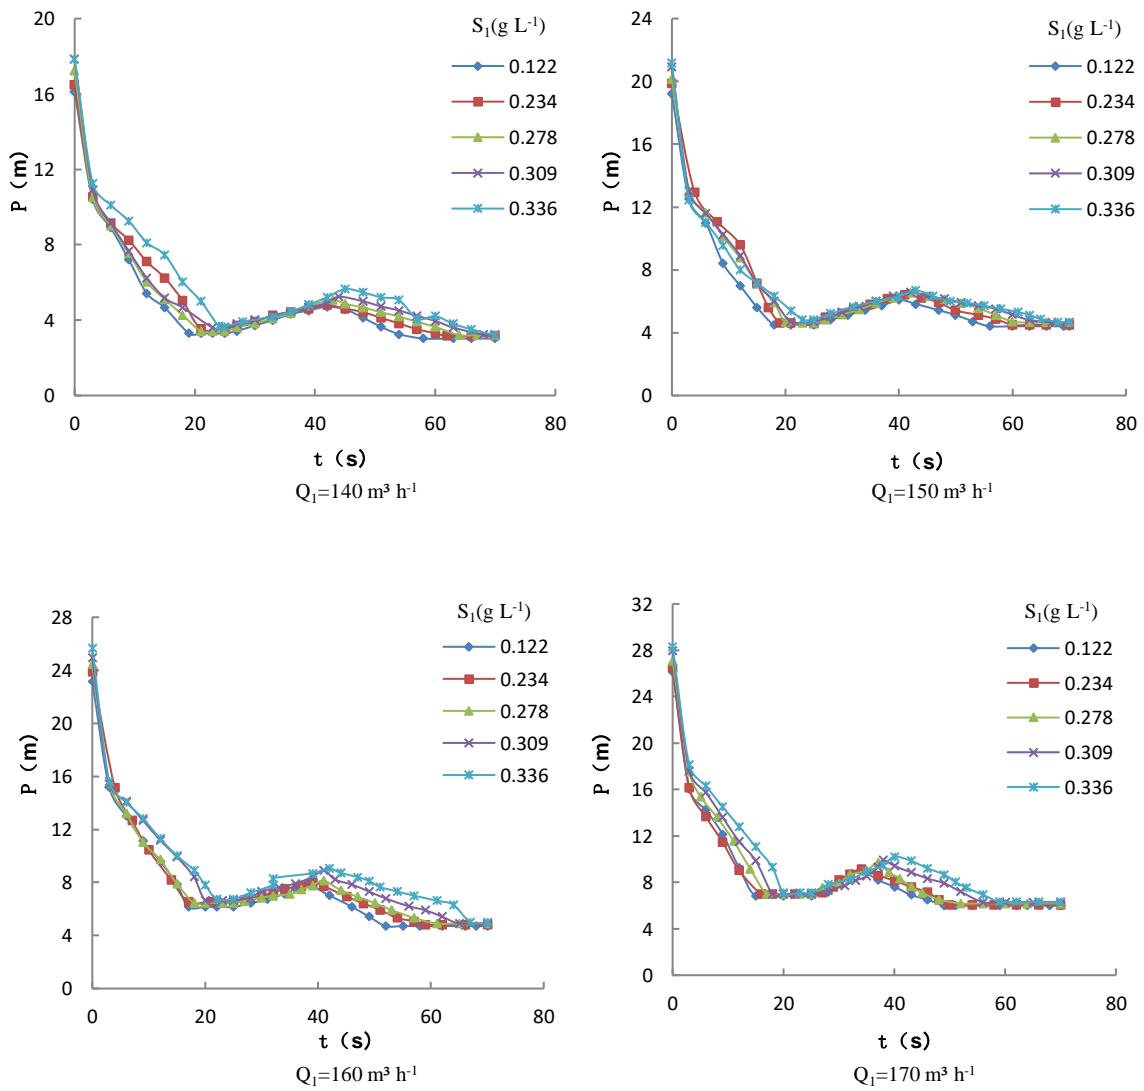 S₁(g L⁻¹)
0.122
0.234
0.278
0.309
0.336
20
16
12
8
4
0
P（m）
0 20 40 60 80
t（s）
Q₁=140 m³ h⁻¹
S₁(g L⁻¹)
0.122
0.234
0.278
0.309
0.336
24
20
16
12
8
4
0
P（m）
0 20 40 60 80
t（s）
Q₁=150 m³ h⁻¹
S₁(g L⁻¹)
0.122
0.234
0.278
0.309
0.336
28
24
20
16
12
8
4
0
P（m）
0 20 40 60 80
t（s）
Q₁=160 m³ h⁻¹
S₁(g L⁻¹)
0.122
0.234
0.278
0.309
0.336
32
28
24
20
16
12
8
4
0
P（m）
0 20 40 60 80
t（s）
Q₁=170 m³ h⁻¹